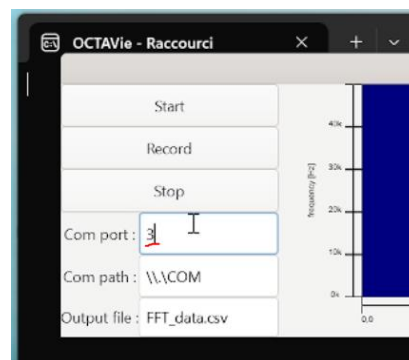 OCTAVie - Raccourci
Start
Record
Stop
Com port : 3
Com path : \\.\COM
Output file : FFT_data.csv
frequency [Hz]
40k
30k
20k
10k
0k
0,0